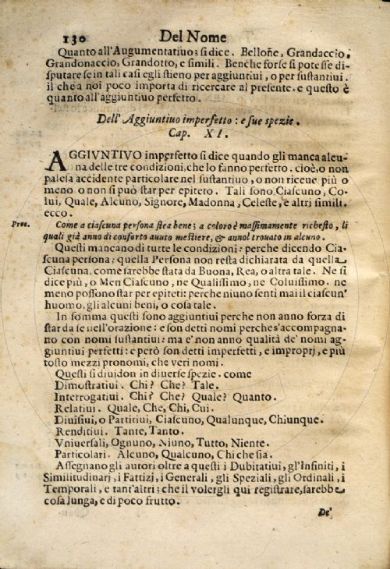 130 Del Nome
Quanto all'Augumentatiuo; si dice. Bellone, Grandaccio,
Grandonaccio, Grandotto, e simili. Benche forse si potesse di-
sputare se in tali casi egli stieno per aggiuntiui, o per sustantiui.
il che a noi poco importa di ricercare al presente. e questo è
quanto all'aggiuntiuo perfetto.
Dell'Aggiuntiuo imperfetto: e sue spezie.
Cap. XI.
AGGIVNTIVO imperfetto si dice quando gli manca alcu-
na delle tre condizioni, che lo fanno perfetto. cioè, o non
palesa accidente particolare nel sustantiuo, o non riceue più o
meno o non si può star per epitero. Tali sono, Ciascuno, Co-
lui, Quale, Alcuno, Signore, Madonna, Celeste, e altri simili.
ecco.
Proe. Come a ciascuna persona stea bene; a coloro è massimamente richesto, li
quali già anno di conforto auuto mestiere, & annol trouato in alcuno.
Questi mancano di tutte le condizioni: perche dicendo Cia-
scuna persona: quella Persona non resta dichiarata da quella
Ciascuna. come sarebbe stata da Buona, Rea, o altra tale. Ne si
dice più, o Men Ciascuno, ne Qualissimo, ne Coluissimo. ne
meno possono star per epiteti: perche niuno senti mai il ciascun'
huomo. gli alcuni beni, o cosa tale.
In somma questi sono aggiuntiui perche non anno forza di
star da se nell'orazione: e son detti nomi perche s'accompagna-
no con nomi sustantiui: ma e' non anno qualità de' nomi ag-
giuntiui perfetti: e però son detti imperfetti, e improprj, e più
tosto mezzi pronomi, che veri nomi.
Questi si diuidon in diuerse spezie. come
Dimostratiui. Chi? Che? Tale.
Interrogatiui. Chi? Che? Quale? Quanto.
Relatiui. Quale, Che, Chi, Cui.
Diuisiui, o Partitiui, Ciascuno, Qualunque, Chiunque.
Renditiui. Tante, Tanto.
Vniuersali, Ognuno, Niuno, Tutto, Niente.
Particolari. Alcuno, Qualcuno, Chi che sia.
Assegnano gli autori oltre a questi i Dubitatiui, gl'Infiniti, i
Similitudinarj, i Fattizi, i Generali, gli Speziali, gli Ordinali, i
Temporali, e tant'altri; che il volergli qui registrare, sarebbe
cosa lunga, e di poco frutto.
De'